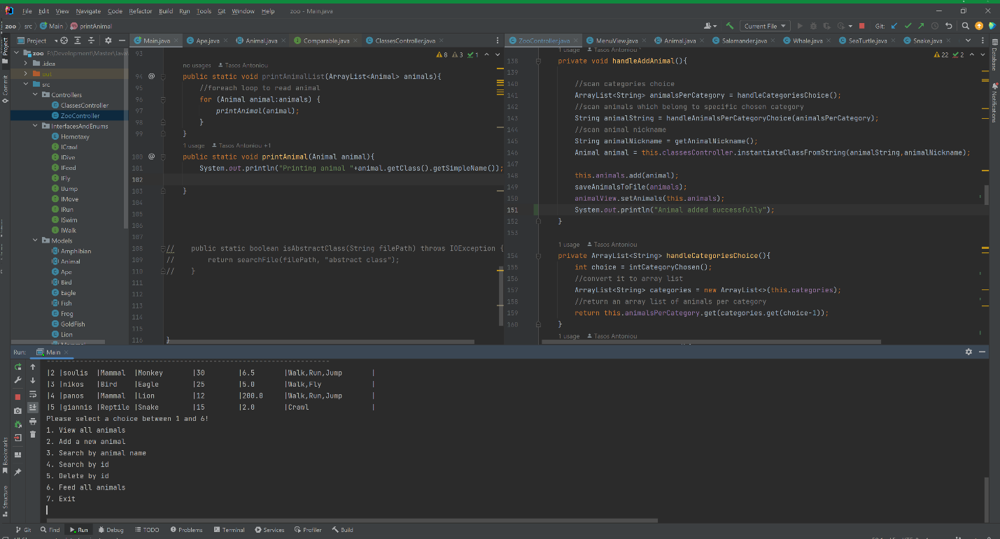 File Edit View Navigate Code Refactor Build Run Tools Git Window Help zoo - Main.java
zoo src Main printAnimal
Current File Git:
Project
Main.java Ape.java Animal.java Comparable.java ClassesController.java
ZooController.java MenuView.java Animal.java Salamander.java Whale.java SeaTurtle.java Snake.java
Project
Commit
Bookmarks
Structure
zoo F:\Development\Master\Java\
.idea
out
src
Controllers
ClassesController
ZooController
InterfacesAndEnums
Homotaxy
ICrawl
IDive
IFeed
IFly
IJump
IMove
IRun
ISwim
IWalk
Models
Amphibian
Animal
Ape
Bird
Eagle
Fish
Frog
GoldFish
Lion
Mammal
8 3 1
93
no usages Tasos Antoniou
94 @ public static void printAnimalList(ArrayList<Animal> animals){
95 //foreach loop to read animal
96 for (Animal animal:animals) {
97 printAnimal(animal);
98 }
99 }
1 usage Tasos Antoniou +1
100 @ public static void printAnimal(Animal animal){
101 System.out.println("Printing animal "+animal.getClass().getSimpleName());
102
103 }
104
105
106
107
108 // public static boolean isAbstractClass(String filePath) throws IOException {
109 // return searchFile(filePath, "abstract class");
110 // }
111
112
113
114
115
116 }
22 2
1 usage Tasos Antoniou *
138 private void handleAddAnimal(){
139
140 //scan categories choice
141 ArrayList<String> animalsPerCategory = handleCategoriesChoice();
142 //scan animals which belong to specific chosen category
143 String animalString = handleAnimalsPerCategoryChoice(animalsPerCategory);
144 //scan animal nickname
145 String animalNickname = getAnimalNickname();
146 Animal animal = this.classesController.instantiateClassFromString(animalString,animalNickname);
147
148 this.animals.add(animal);
149 saveAnimalsToFile(animals);
150 animalView.setAnimals(this.animals);
151 System.out.println("Animal added successfully");
152 }
153
1 usage Tasos Antoniou
154 private ArrayList<String> handleCategoriesChoice(){
155 int choice = intCategoryChosen();
156 //convert it to array list
157 ArrayList<String> categories = new ArrayList<>(this.categories);
158 //return an array list of animals per category
159 return this.animalsPerCategory.get(categories.get(choice-1));
160 }
1 usage Tasos Antoniou
Database
Notifications
Run: Main
|2 |soulis |Mammal |Monkey |30 |6.5 |Walk,Run,Jump |
|3 |nikos |Bird |Eagle |25 |5.0 |Walk,Fly |
|4 |panos |Mammal |Lion |12 |200.0 |Walk,Run,Jump |
|5 |giannis |Reptile |Snake |15 |2.0 |Crawl |
Please select a choice between 1 and 6!
1. View all animals
2. Add a new animal
3. Search by animal name
4. Search by id
5. Delete by id
6. Feed all animals
7. Exit
Git Find Run Debug TODO Problems Terminal Services Profiler Build